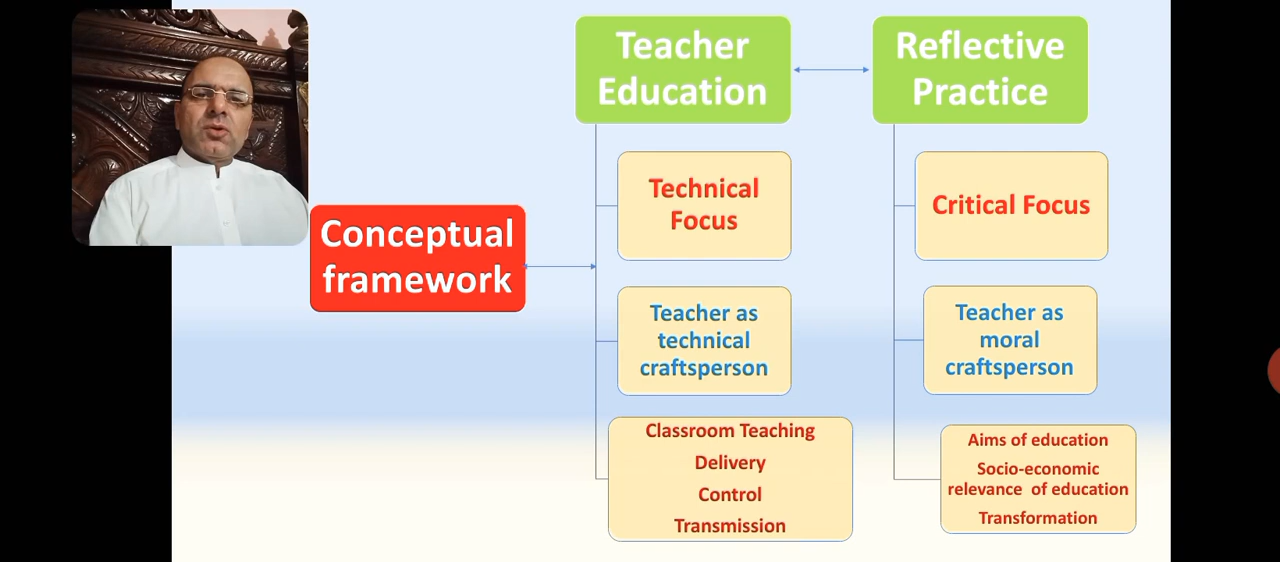 Teacher
Education
Reflective
Practice
Conceptual
framework
Technical
Focus
Critical Focus
Teacher as
technical
craftsperson
Teacher as
moral
craftsperson
Classroom Teaching
Delivery
Control
Transmission
Aims of education
Socio-economic
relevance of education
Transformation